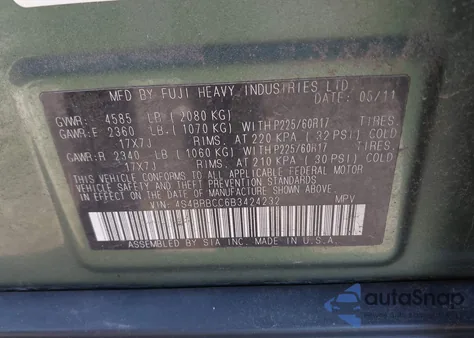 MFD BY FUJI HEAVY INDUSTRIES LTD.
DATE: 05/11
GVWR: 4585 LB (2080 KG)
GAWR:F 2360 LB. (1070 KG) WITH P225/60R17 TIRES,
17X7J RIMS.AT 220 KPA ( 32 PSI) COLD
GAWR:R 2340 LB (1060 KG) WITH P225/60R17 TIRES,
17X7J RIMS.AT 210 KPA ( 30 PSI) COLD
THIS VEHICLE CONFORMS TO ALL APPLICABLE
FEDERAL MOTOR VEHICLE SAFETY AND THEFT
PREVENTION STANDARDS IN EFFECT ON THE
DATE OF MANUFACTURE SHOWN ABOVE.
VIN: 4S4BRBCC6B3424232 MPV
ASSEMBLED BY SIA INC. MADE IN U.S.A.
autoSnap